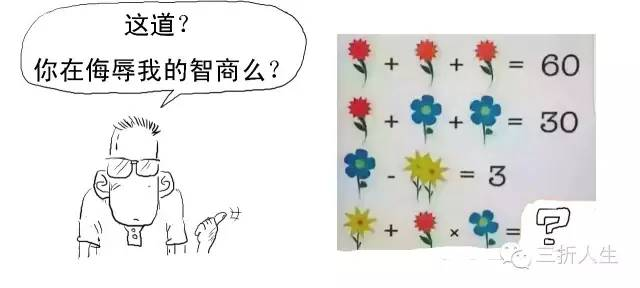 这道？
你在侮辱我的智商么？
+ + = 60
+ + = 30
- = 3
+ × = ?
三折人生